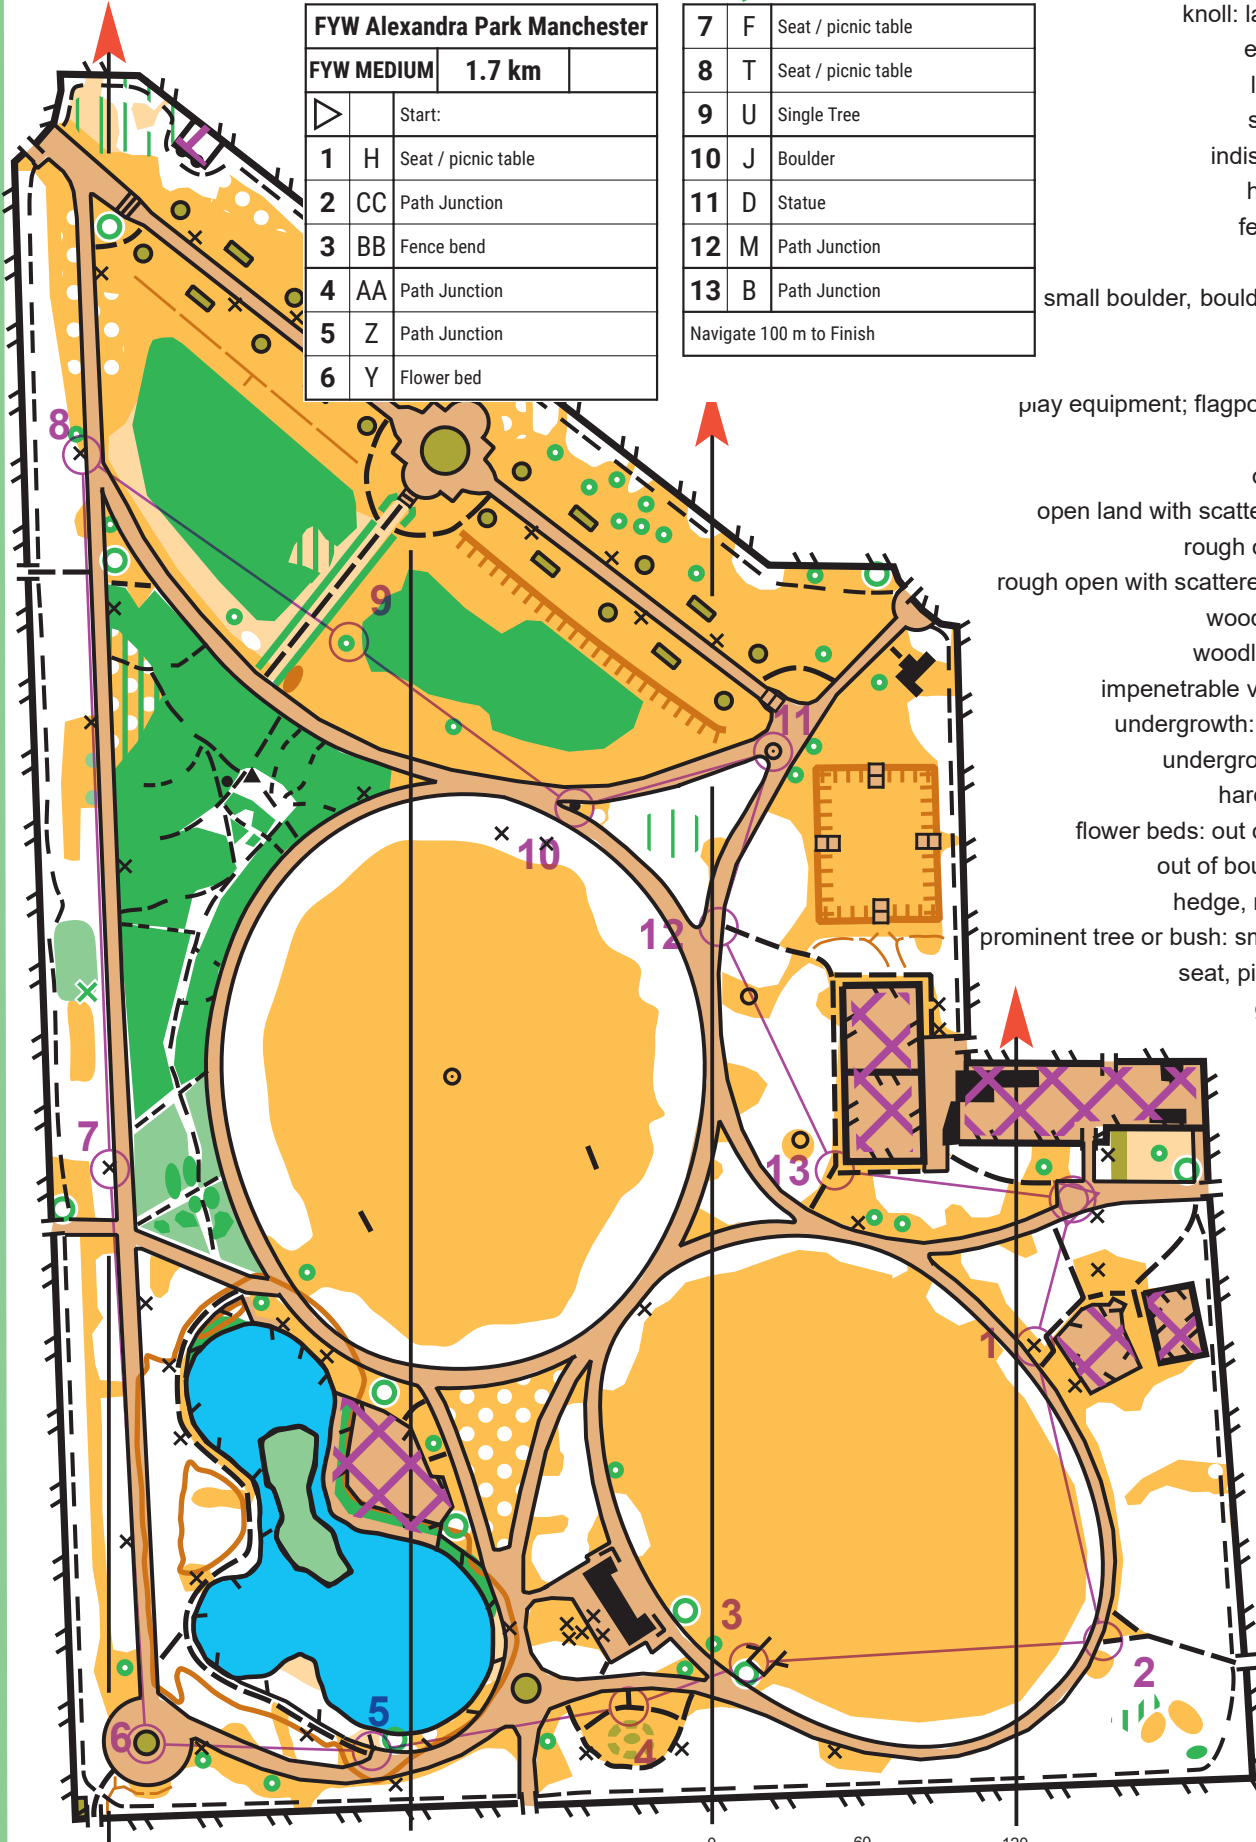 FYW Alexandra Park Manchester
FYW MEDIUM 1.7 km
Start:
1 H Seat / picnic table
2 CC Path Junction
3 BB Fence bend
4 AA Path Junction
5 Z Path Junction
6 Y Flower bed
7 F Seat / picnic table
8 T Seat / picnic table
9 U Single Tree
10 J Boulder
11 D Statue
12 M Path Junction
13 B Path Junction
Navigate 100 m to Finish
knoll: la
e
l
s
indis
h
fe
small boulder, bould
play equipment; flagpo
open land with scatte
rough o
rough open with scattered
wood
woodl
impenetrable v
undergrowth:
undergro
hard
flower beds: out o
out of bou
hedge, r
prominent tree or bush: sm
seat, pi
8
9
11
10
12
7
13
1
3
2
5
6
4
0 60 120